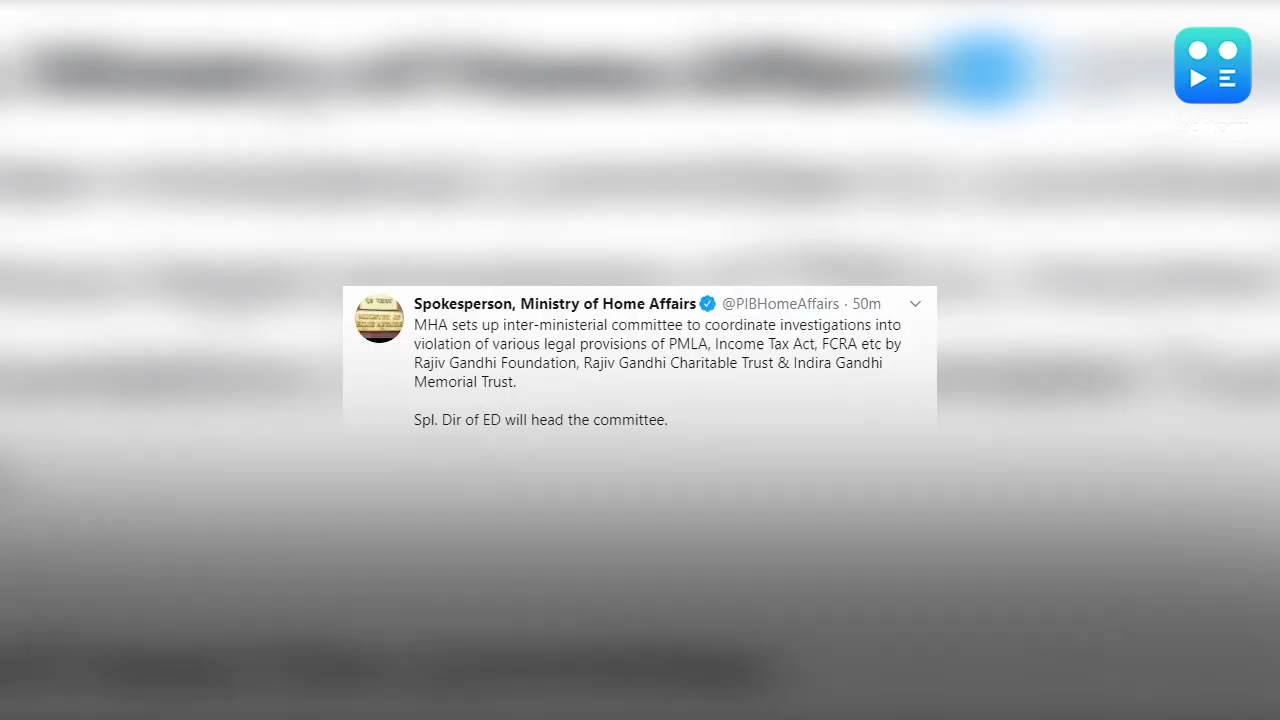 Spokesperson, Ministry of Home Affairs @PIBHomeAffairs · 50m
MHA sets up inter-ministerial committee to coordinate investigations into
violation of various legal provisions of PMLA, Income Tax Act, FCRA etc by
Rajiv Gandhi Foundation, Rajiv Gandhi Charitable Trust & Indira Gandhi
Memorial Trust.
Spl. Dir of ED will head the committee.